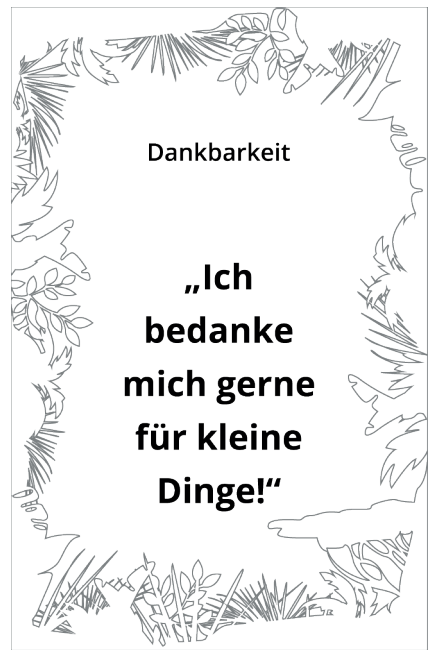 Dankbarkeit
„Ich
bedanke
mich gerne
für kleine
Dinge!“